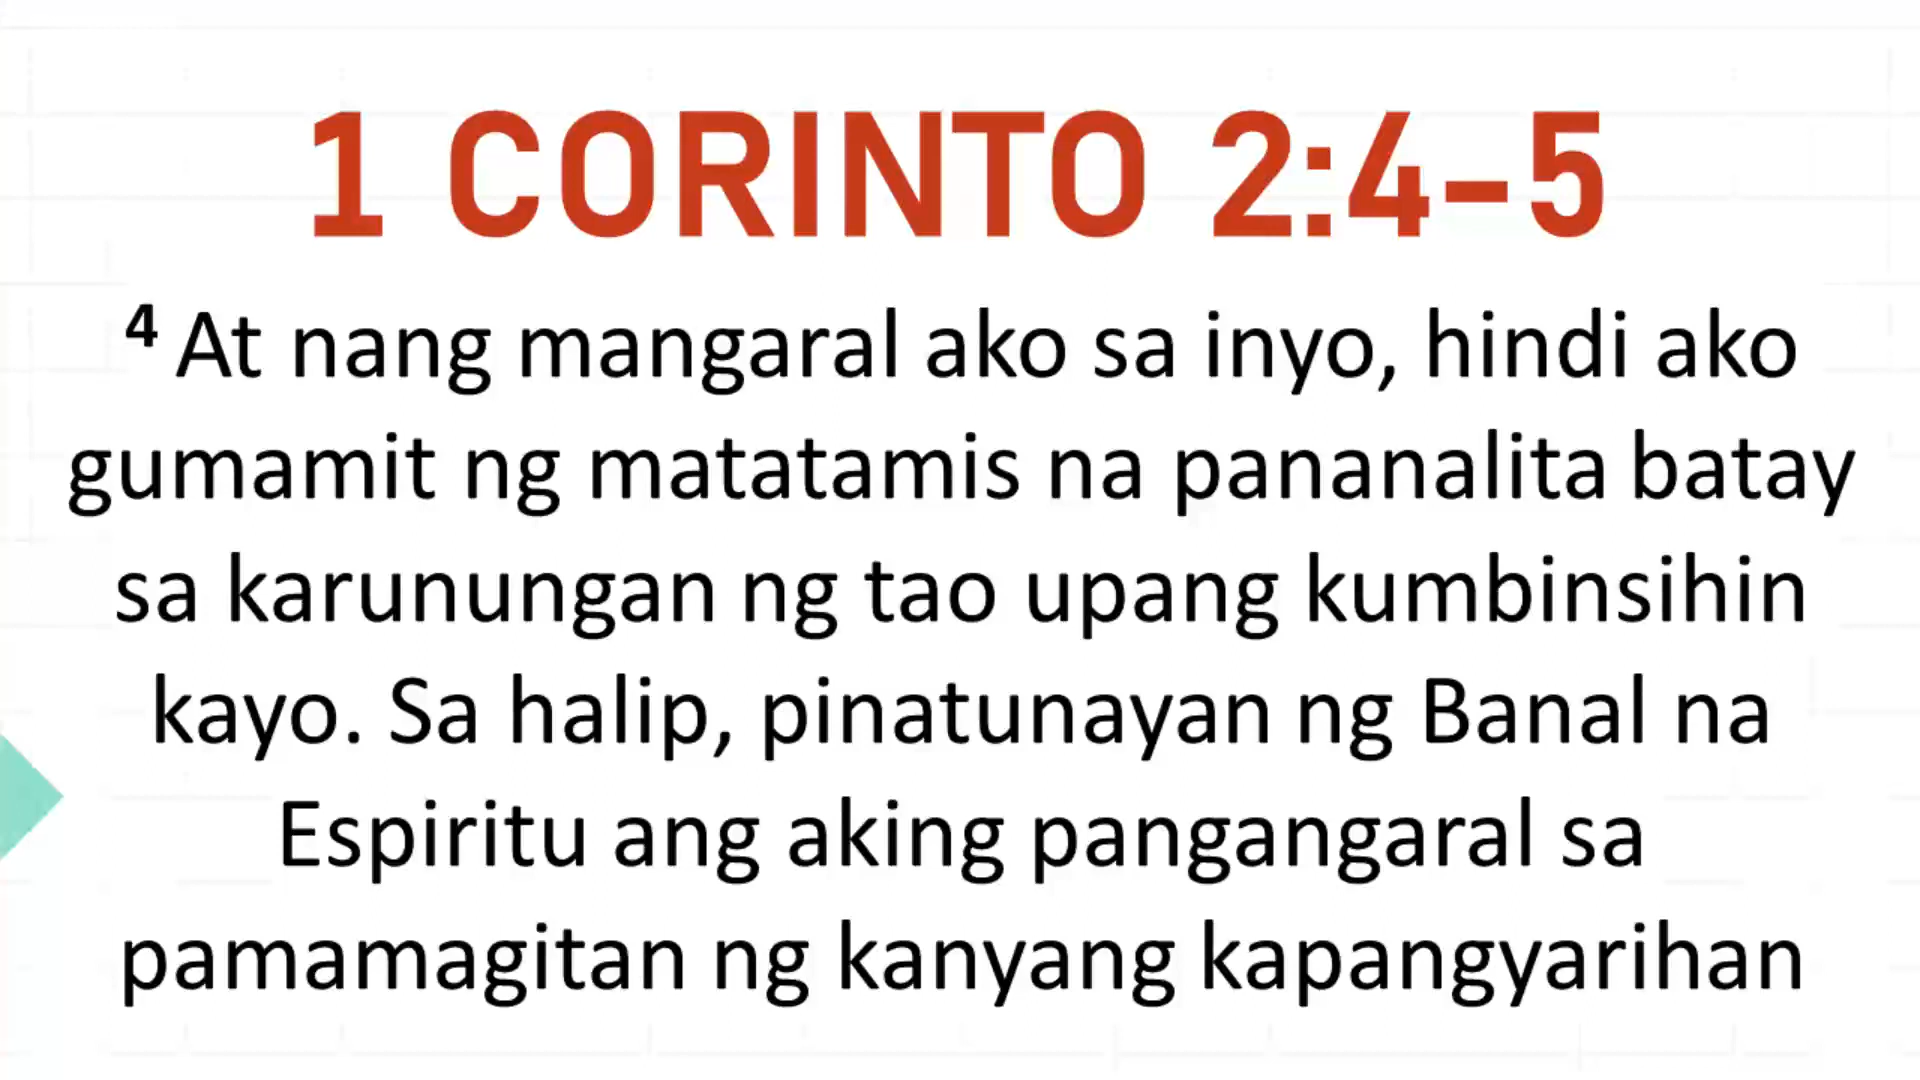 1 CORINTO 2:4-5
4 At nang mangaral ako sa inyo, hindi ako
gumamit ng matatamis na pananalita batay
sa karunungan ng tao upang kumbinsihin
kayo. Sa halip, pinatunayan ng Banal na
Espiritu ang aking pangangaral sa
pamamagitan ng kanyang kapangyarihan